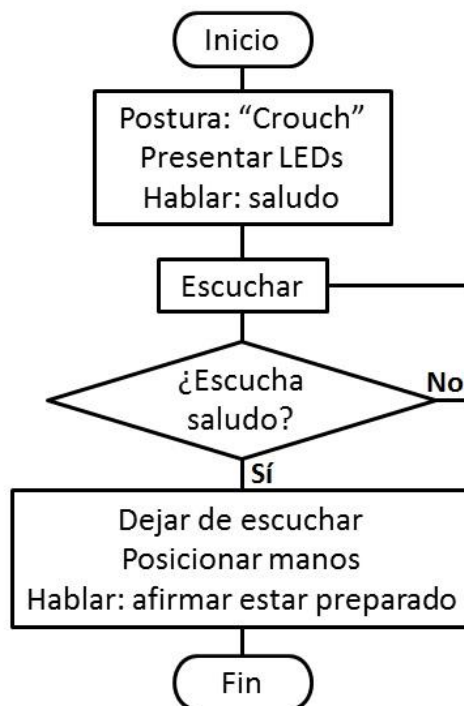 Inicio
Postura: “Crouch”
Presentar LEDs
Hablar: saludo
Escuchar
¿Escucha
saludo?
No
Sí
Dejar de escuchar
Posicionar manos
Hablar: afirmar estar preparado
Fin